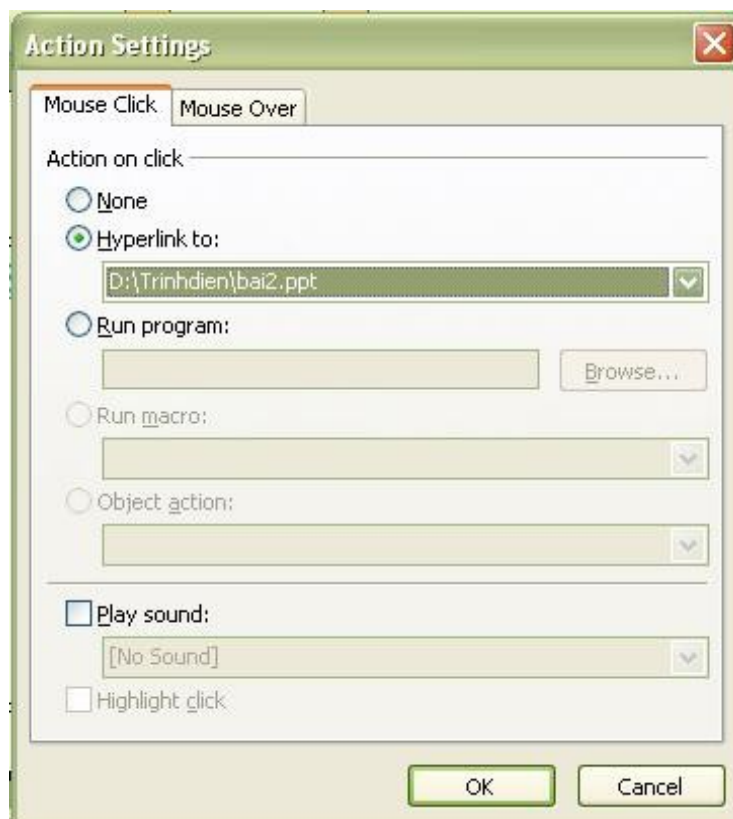 Action Settings
Mouse Click Mouse Over
Action on click
None
Hyperlink to:
D:\Trinhdien\bai2.ppt
Run program:
Browse...
Run macro:
Object action:
Play sound:
[No Sound]
Highlight click
OK Cancel